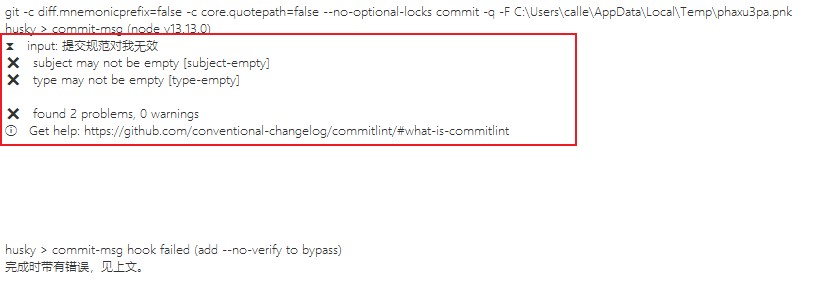 git -c diff.mnemonicprefix=false -c core.quotepath=false --no-optional-locks commit -q -F C:\Users\calle\AppData\Local\Temp\phaxu3pa.pnk
husky > commit-msg (node v13.13.0)
⧗ input: 提交规范对我无效
✖ subject may not be empty [subject-empty]
✖ type may not be empty [type-empty]
✖ found 2 problems, 0 warnings
ⓘ Get help: https://github.com/conventional-changelog/commitlint/#what-is-commitlint
husky > commit-msg hook failed (add --no-verify to bypass)
完成时带有错误，见上文。